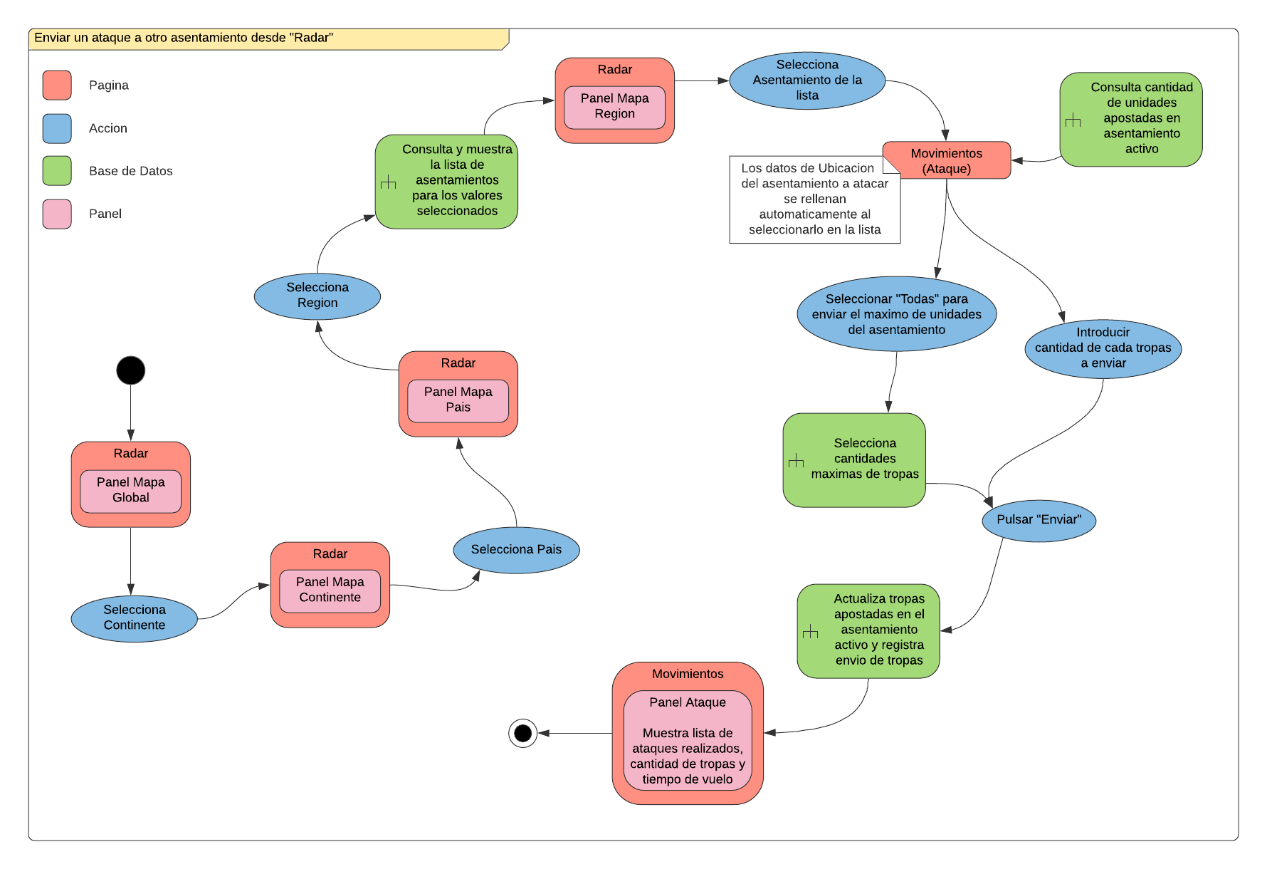 Enviar un ataque a otro asentamiento desde "Radar"
Pagina
Accion
Base de Datos
Panel
Radar
Panel Mapa
Global
Selecciona
Continente
Radar
Panel Mapa
Continente
Selecciona Pais
Radar
Panel Mapa
Pais
Selecciona
Region
Consulta y muestra
la lista de
asentamientos
para los valores
seleccionados
Radar
Panel Mapa
Region
Selecciona
Asentamiento de la
lista
Consulta cantidad
de unidades
apostadas en
asentamiento
activo
Movimientos
(Ataque)
Los datos de Ubicacion
del asentamiento a atacar
se rellenan
automaticamente al
seleccionarlo en la lista
Seleccionar "Todas" para
enviar el maximo de unidades
del asentamiento
Introducir
cantidad de cada tropas
a enviar
Selecciona
cantidades
maximas de tropas
Pulsar "Enviar"
Actualiza tropas
apostadas en el
asentamiento
activo y registra
envio de tropas
Movimientos
Panel Ataque
Muestra lista de
ataques realizados,
cantidad de tropas y
tiempo de vuelo